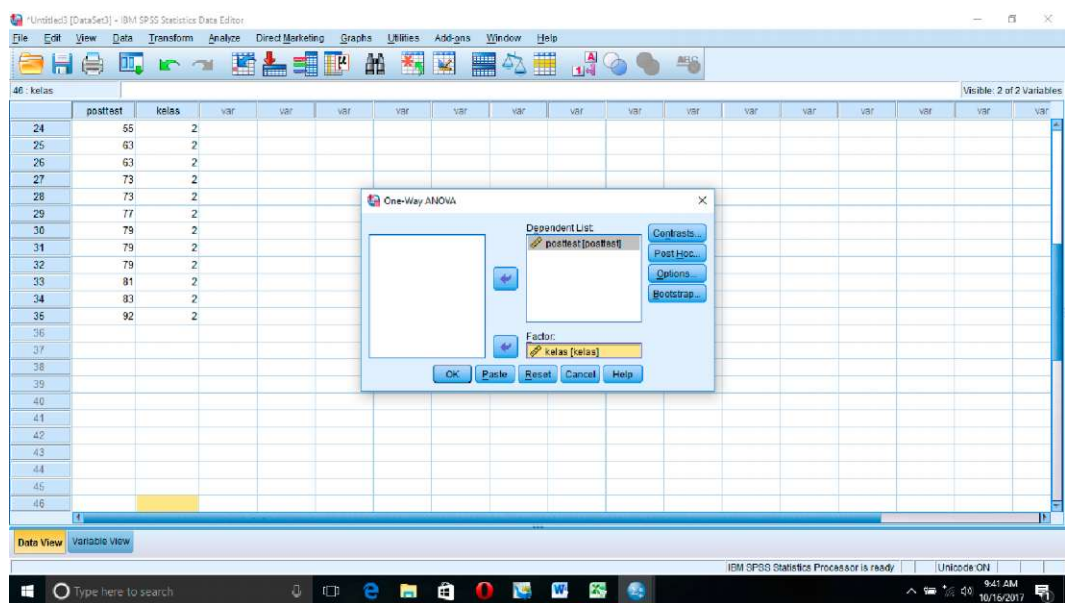 *Untitled3 [DataSet3] - IBM SPSS Statistics Data Editor
File Edit View Data Transform Analyze Direct Marketing Graphs Utilities Add-ons Window Help
46 : kelas
Visible: 2 of 2 Variables
posttest kelas var var var var var var var var var var var var var var
24 55 2
25 63 2
26 63 2
27 73 2
28 73 2
29 77 2
30 79 2
31 79 2
32 79 2
33 81 2
34 83 2
35 92 2
36
37
38
39
40
41
42
43
44
45
46
One-Way ANOVA
Dependent List:
posttest [posttest]
Contrasts...
Post Hoc...
Options...
Bootstrap...
Factor:
kelas [kelas]
OK Paste Reset Cancel Help
Data View Variable View
IBM SPSS Statistics Processor is ready Unicode:ON
Type here to search
9:41 AM
10/16/2017